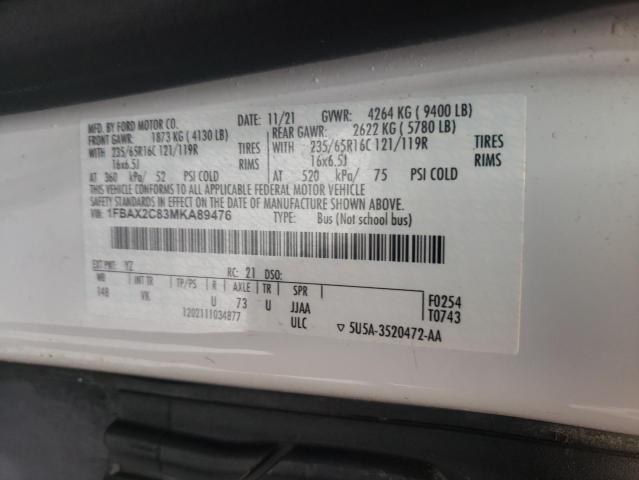 MFD. BY FORD MOTOR CO. 11/21 GVWR: 4264 KG ( 9400 LB)
FRONT GAWR: 1873 KG ( 4130 LB) REAR GAWR: 2622 KG ( 5780 LB)
WITH 235/65R16C 121/119R TIRES 235/65R16C 121/119R TIRES
16x6.5J RIMS 16x6.5J RIMS
AT 360 kPa/ 52 PSI COLD AT 520 kPa/ 75 PSI COLD
THIS VEHICLE CONFORMS TO ALL APPLICABLE FEDERAL MOTOR VEHICLE
SAFETY STANDARDS IN EFFECT ON THE DATE OF MANUFACTURE SHOWN ABOVE.
VIN: 1FBAX2C83MKA89476 TYPE: Bus (Not school bus)
EXT PNT: YZ RC: 21 DSO:
WB INT TR TP/PS R AXLE TR SPR
148 VK U 73 U JJAA
1202111034877 ULC
F0254
T0743
▽ 5U5A-3520472-AA